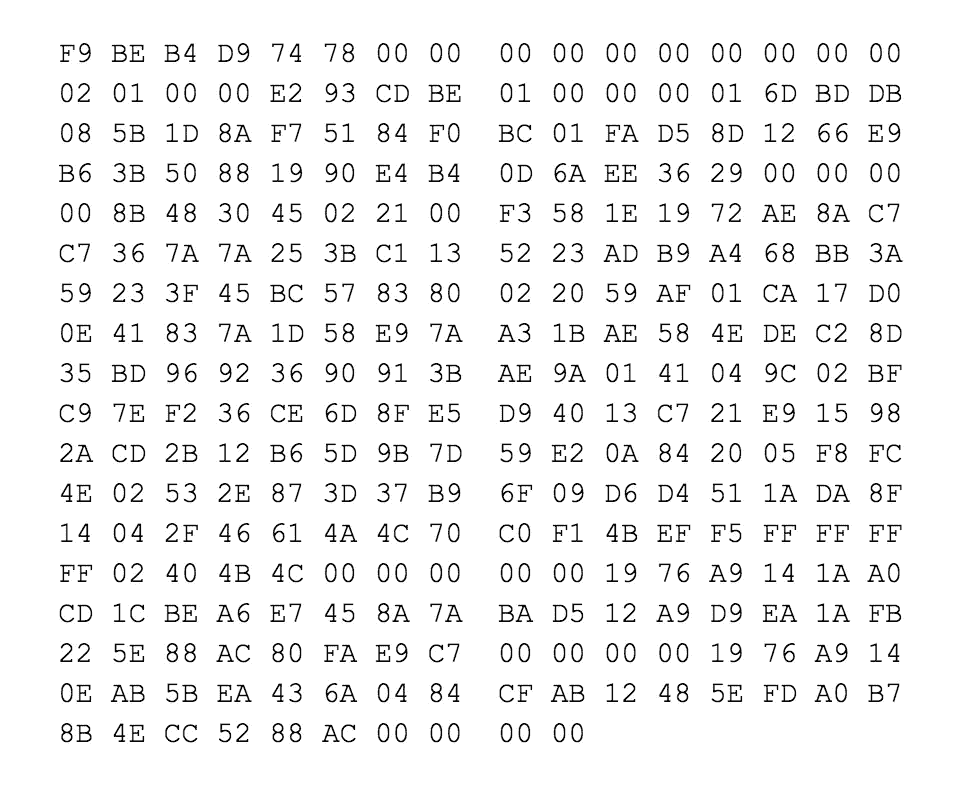 F9 BE B4 D9 74 78 00 00 00 00 00 00 00 00 00 00
02 01 00 00 E2 93 CD BE 01 00 00 00 01 6D BD DB
08 5B 1D 8A F7 51 84 F0 BC 01 FA D5 8D 12 66 E9
B6 3B 50 88 19 90 E4 B4 0D 6A EE 36 29 00 00 00
00 8B 48 30 45 02 21 00 F3 58 1E 19 72 AE 8A C7
C7 36 7A 7A 25 3B C1 13 52 23 AD B9 A4 68 BB 3A
59 23 3F 45 BC 57 83 80 02 20 59 AF 01 CA 17 D0
0E 41 83 7A 1D 58 E9 7A A3 1B AE 58 4E DE C2 8D
35 BD 96 92 36 90 91 3B AE 9A 01 41 04 9C 02 BF
C9 7E F2 36 CE 6D 8F E5 D9 40 13 C7 21 E9 15 98
2A CD 2B 12 B6 5D 9B 7D 59 E2 0A 84 20 05 F8 FC
4E 02 53 2E 87 3D 37 B9 6F 09 D6 D4 51 1A DA 8F
14 04 2F 46 61 4A 4C 70 C0 F1 4B EF F5 FF FF FF
FF 02 40 4B 4C 00 00 00 00 00 19 76 A9 14 1A A0
CD 1C BE A6 E7 45 8A 7A BA D5 12 A9 D9 EA 1A FB
22 5E 88 AC 80 FA E9 C7 00 00 00 00 19 76 A9 14
0E AB 5B EA 43 6A 04 84 CF AB 12 48 5E FD A0 B7
8B 4E CC 52 88 AC 00 00 00 00